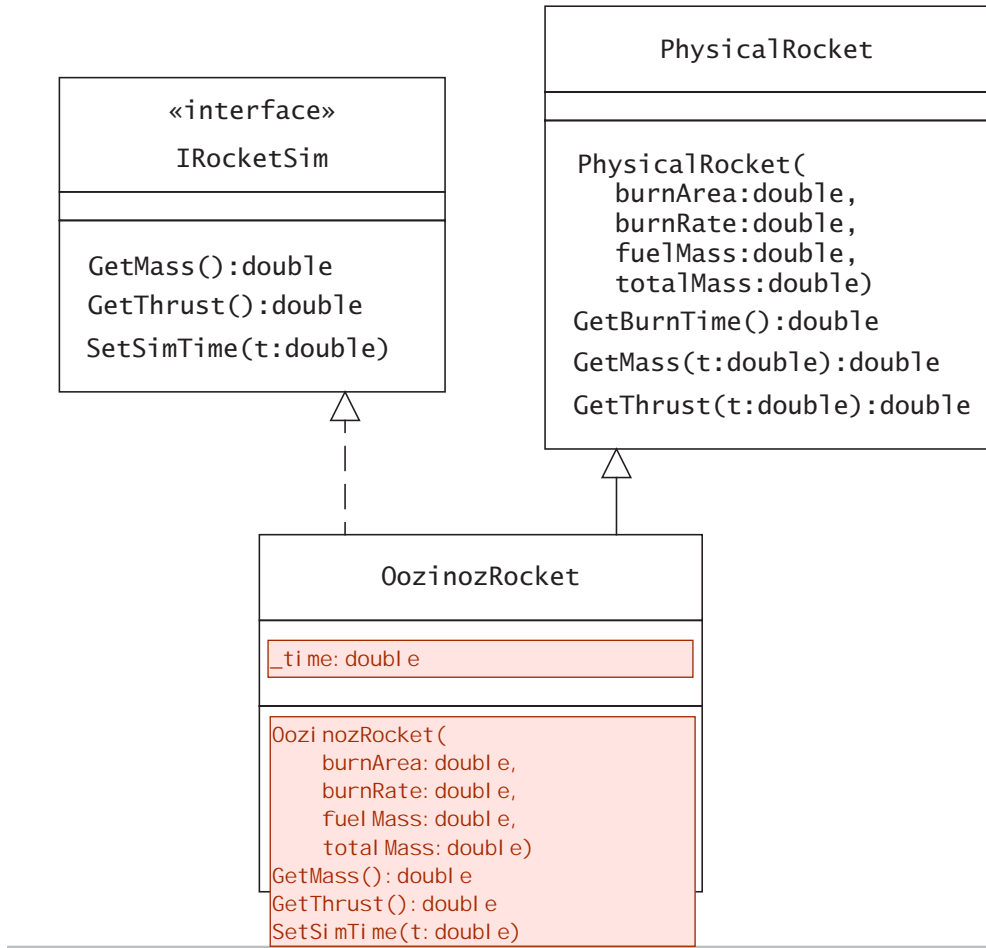 «interface»
IRocketSim
GetMass():double
GetThrust():double
SetSimTime(t:double)
PhysicalRocket
PhysicalRocket(
burnArea:double,
burnRate:double,
fuelMass:double,
totalMass:double)
GetBurnTime():double
GetMass(t:double):double
GetThrust(t:double):double
OozinozRocket
_time:double
OozinozRocket(
burnArea:double,
burnRate:double,
fuelMass:double,
totalMass:double)
GetMass():double
GetThrust():double
SetSimTime(t:double)